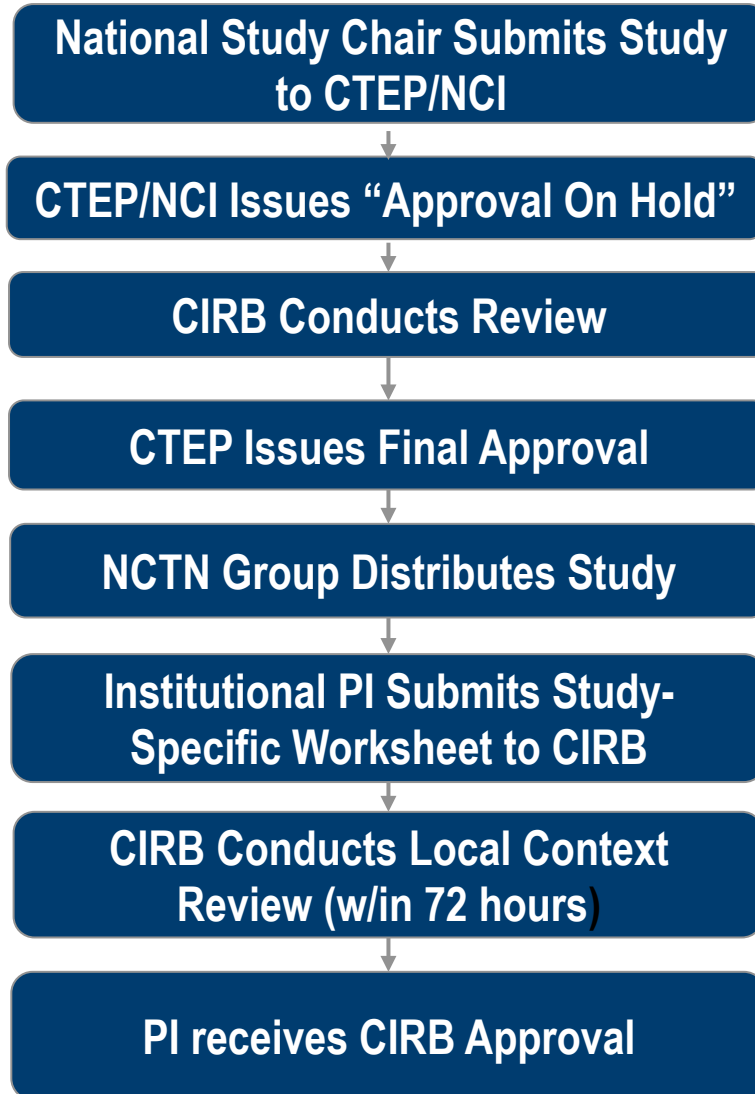 National Study Chair Submits Study
to CTEP/NCI
CTEP/NCI Issues “Approval On Hold”
CIRB Conducts Review
CTEP Issues Final Approval
NCTN Group Distributes Study
Institutional PI Submits Study-
Specific Worksheet to CIRB
CIRB Conducts Local Context
Review (w/in 72 hours)
PI receives CIRB Approval